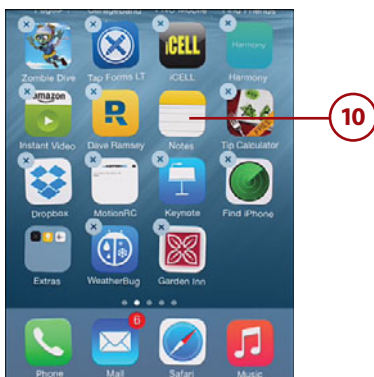 Zombie Dive Tap Forms LT iCELL Harmony
iCELL
Harmony
amazon
R
Instant Video Dave Ramsey Notes Tip Calculator
10
Dropbox MotionRC Keynote Find iPhone
Extras WeatherBug Garden Inn
6
Phone Mail Safari Music